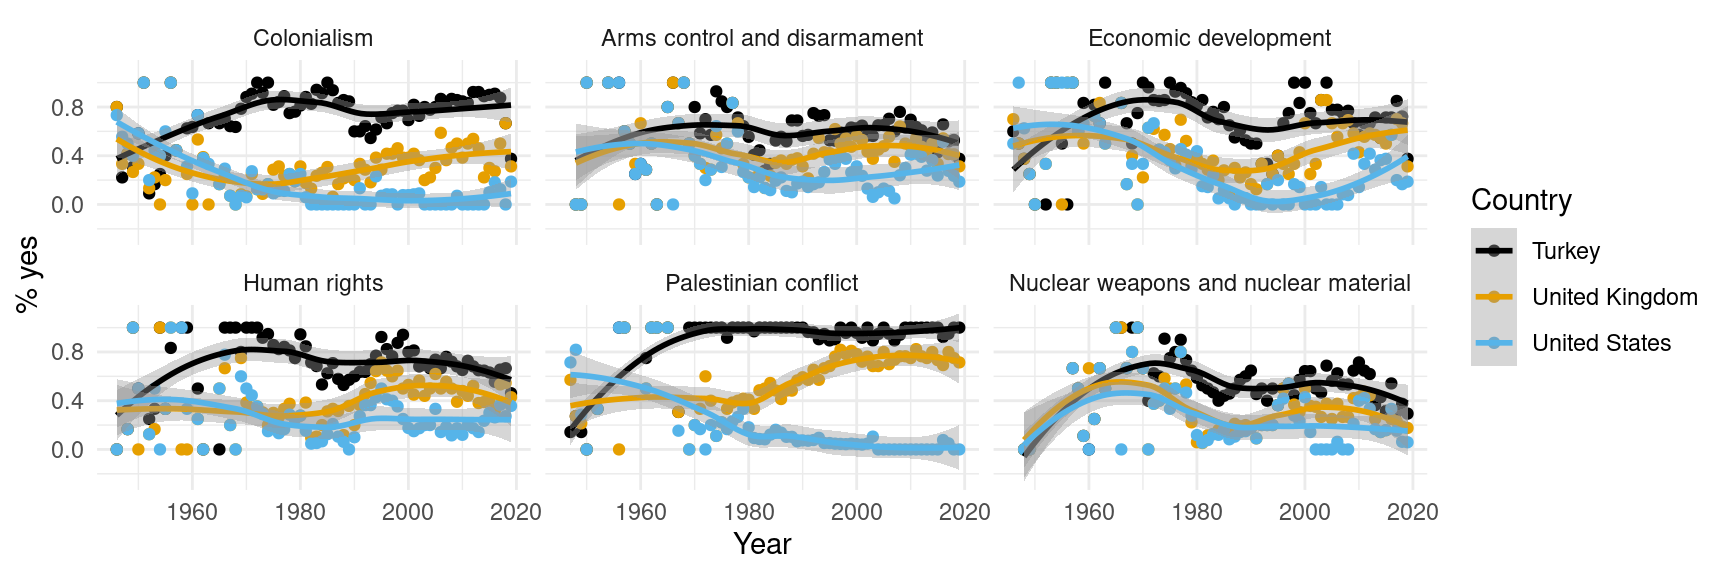 Colonialism
Arms control and disarmament
Economic development
0.8
0.4
0.0
Human rights
Palestinian conflict
Nuclear weapons and nuclear material
0.8
0.4
0.0
1960
1980
2000
2020
1960
1980
2000
2020
1960
1980
2000
2020
Year
% yes
Country
Turkey
United Kingdom
United States